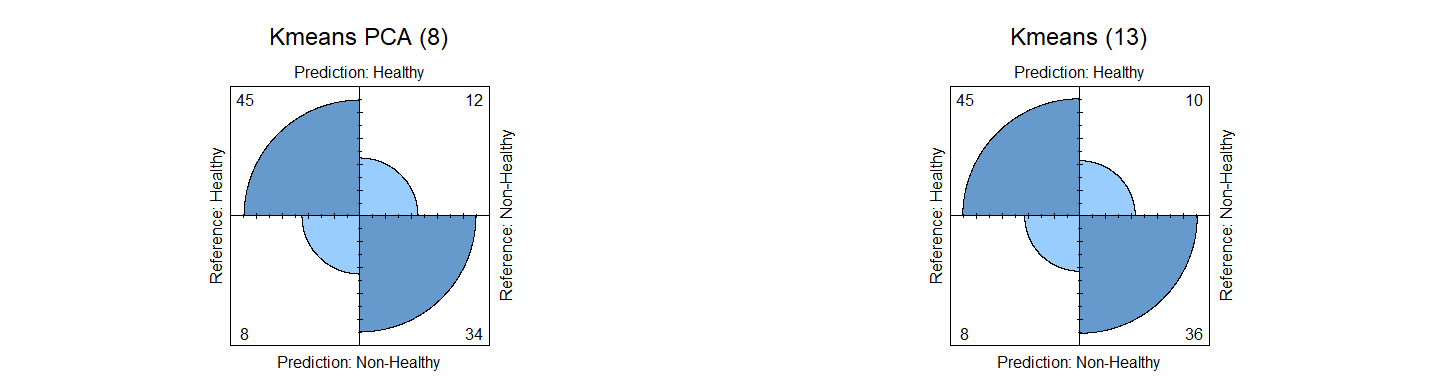 Kmeans PCA (8)
Prediction: Healthy
45
12
Reference: Healthy
Reference: Non-Healthy
8
34
Prediction: Non-Healthy
Kmeans (13)
Prediction: Healthy
45
10
Reference: Healthy
Reference: Non-Healthy
8
36
Prediction: Non-Healthy